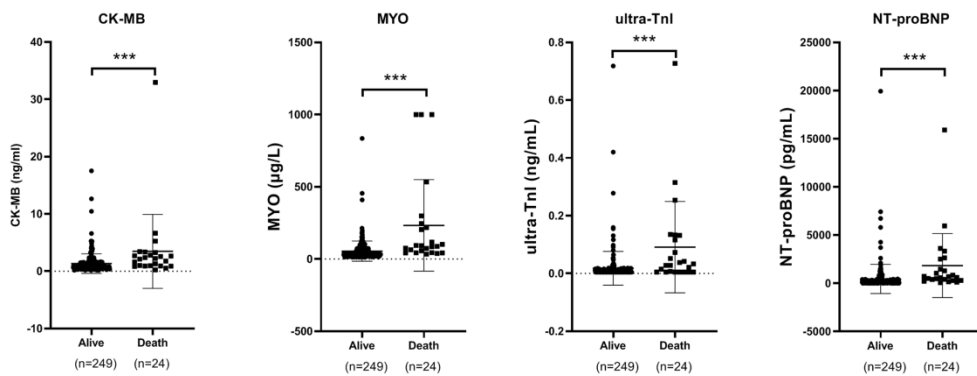 CK-MB
***
40
30
20
10
0
-10
CK-MB (ng/ml)
Alive
Death
(n=249)
(n=24)
MYO
***
1500
1000
500
0
-500
MYO (µg/L)
Alive
Death
(n=249)
(n=24)
ultra-TnI
***
0.8
0.6
0.4
0.2
0.0
-0.2
ultra-TnI (ng/mL)
Alive
Death
(n=249)
(n=24)
NT-proBNP
***
25000
20000
15000
10000
5000
0
-5000
NT-proBNP (pg/mL)
Alive
Death
(n=249)
(n=24)